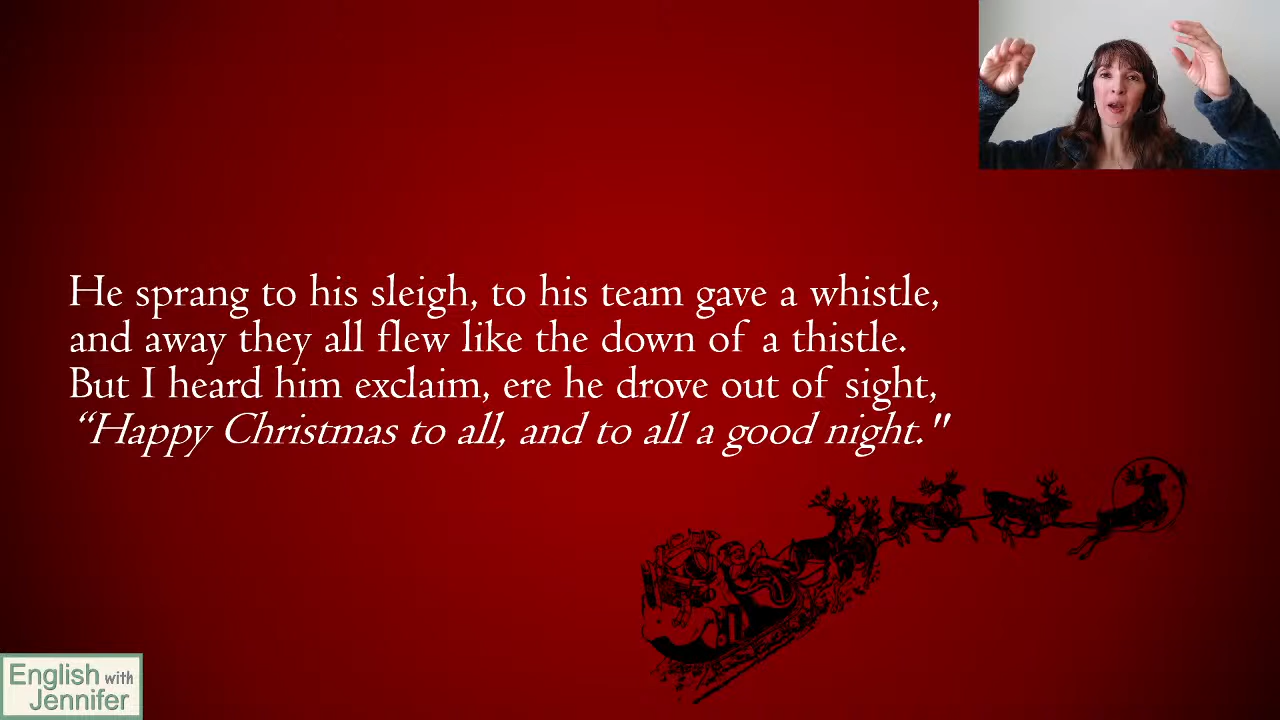 He sprang to his sleigh, to his team gave a whistle,
and away they all flew like the down of a thistle.
But I heard him exclaim, ere he drove out of sight,
“Happy Christmas to all, and to all a good night."
English with
Jennifer